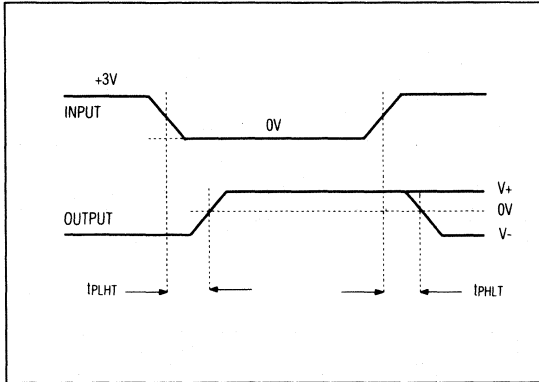 +3V
INPUT
0V
V+
0V
OUTPUT
V-
tPLHT
tPHLT